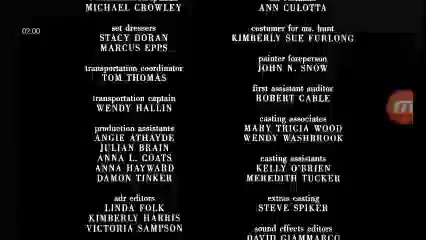 MICHAEL CROWLEY
set dressers
STACY DORAN
MARCUS EPPS
transportation coordinator
TOM THOMAS
transportation captain
WENDY HALLIN
production assistants
ANGIE ATHAYDE
JULIAN BRAIN
ANNA L. COATS
ANNA HAYWARD
DAMON TINKER
adr editors
LINDA FOLK
KIMBERLY HARRIS
VICTORIA SAMPSON
ANN CULOTTA
costumer for ms. hunt
KIMBERLY SUE FURLONG
painter foreperson
JOHN N. SNOW
first assistant auditor
ROBERT CABLE
casting associates
MARY TRICIA WOOD
WENDY WASHBROOK
casting assistants
KELLY O'BRIEN
MEREDITH TUCKER
extras casting
STEVE SPIKER
sound effects editors
DAVID GIAMMARCO
02:00